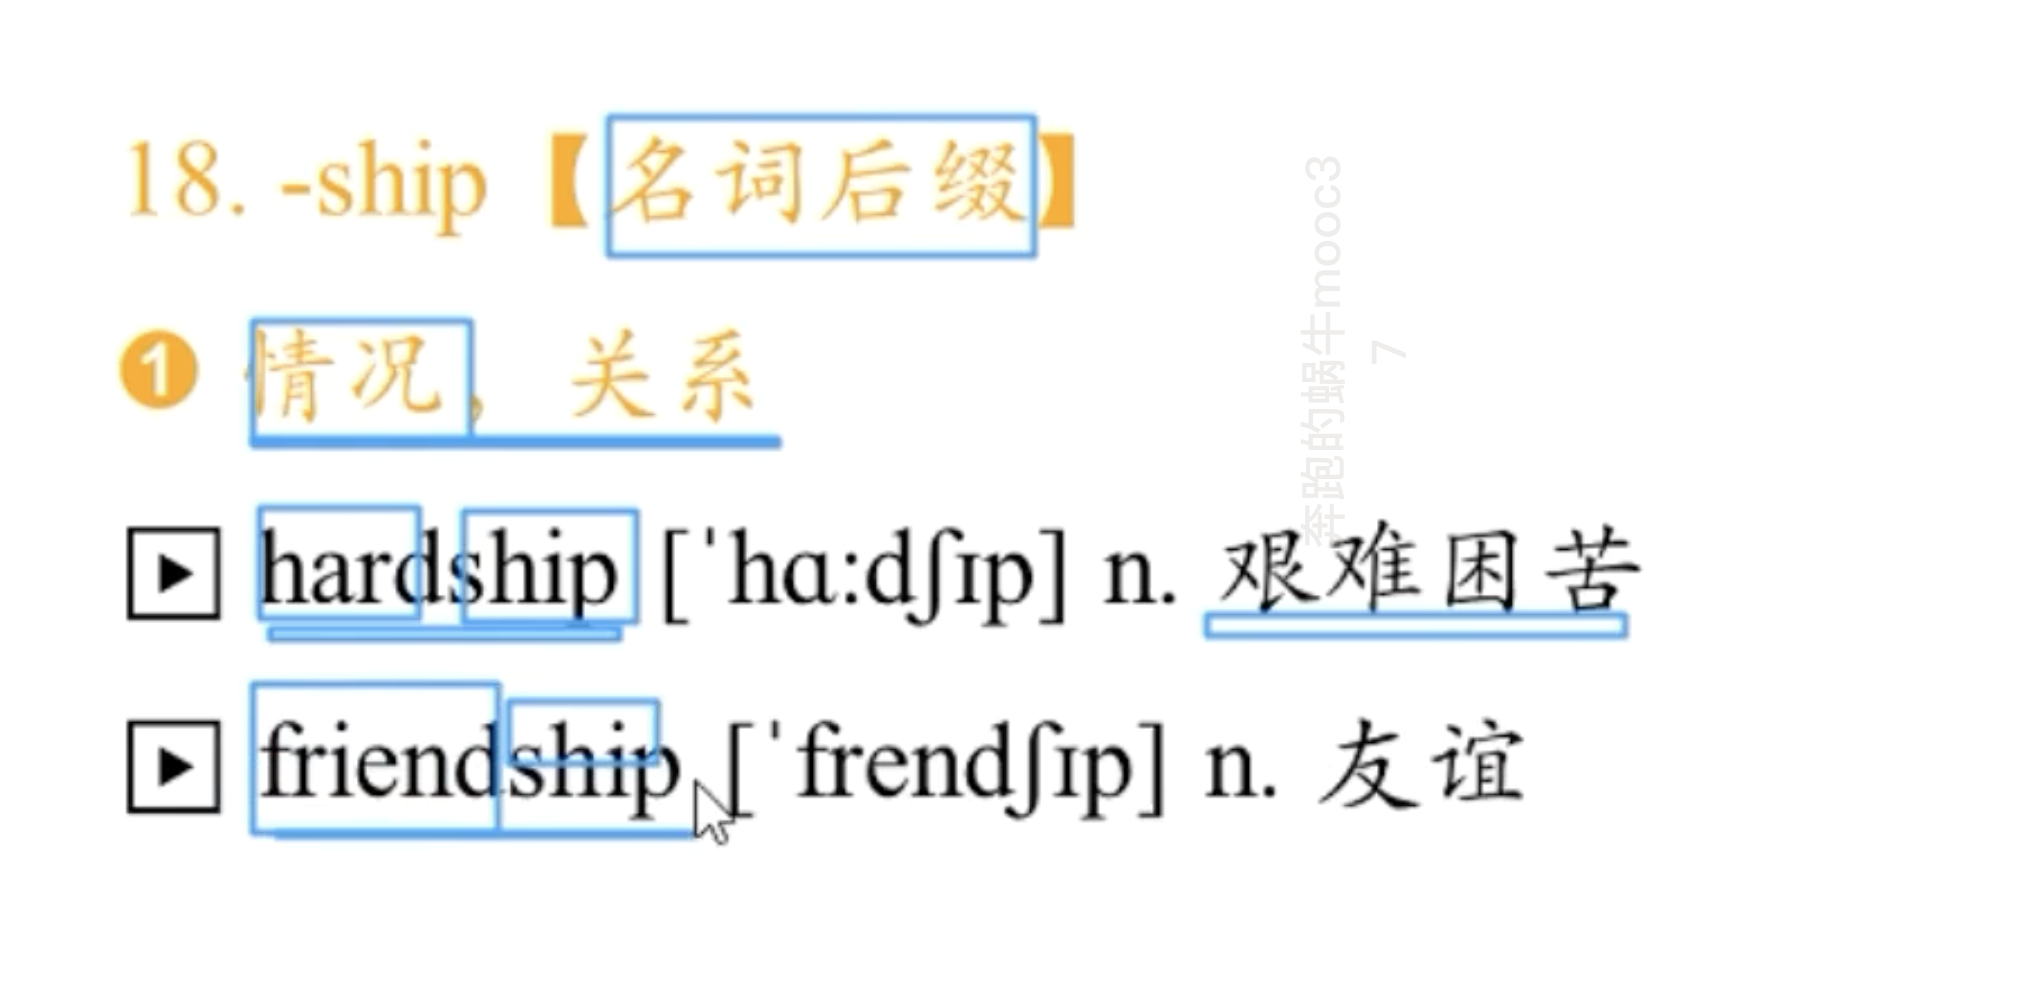 18. -ship【名词后缀】
❶ 情况，关系
hardship [ˈhɑ:dʃɪp] n. 艰难困苦
friendship [ˈfrendʃɪp] n. 友谊
奔跑的蜗牛mooc3
7